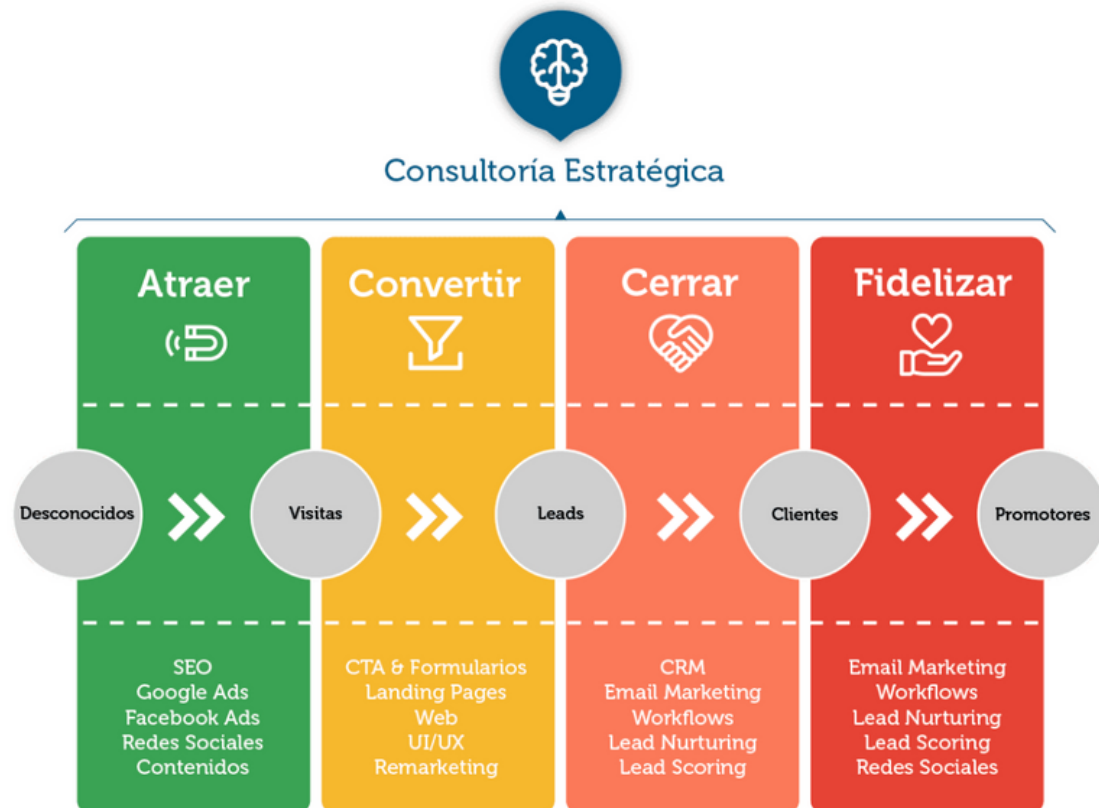 Consultoría Estratégica
Atraer
Convertir
Cerrar
Fidelizar
Desconocidos
Visitas
Leads
Clientes
Promotores
SEO
Google Ads
Facebook Ads
Redes Sociales
Contenidos
CTA & Formularios
Landing Pages
Web
UI/UX
Remarketing
CRM
Email Marketing
Workflows
Lead Nurturing
Lead Scoring
Email Marketing
Workflows
Lead Nurturing
Lead Scoring
Redes Sociales